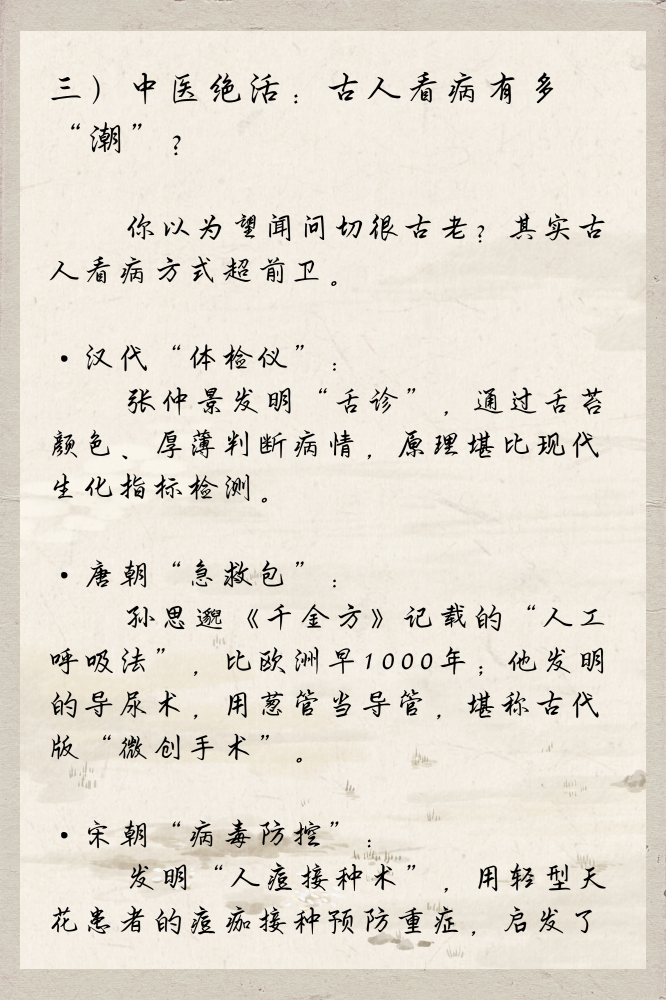 三）中医绝活：古人看病有多
“潮”？
你以为望闻问切很古老？其实古
人看病方式超前卫。
·汉代“体检仪”：
张仲景发明“舌诊”，通过舌苔
颜色、厚薄判断病情，原理堪比现代
生化指标检测。
·唐朝“急救包”：
孙思邈《千金方》记载的“人工
呼吸法”，比欧洲早1000年；他发明
的导尿术，用葱管当导管，堪称古代
版“微创手术”。
·宋朝“病毒防控”：
发明“人痘接种术”，用轻型天
花患者的痘痂接种预防重症，启发了